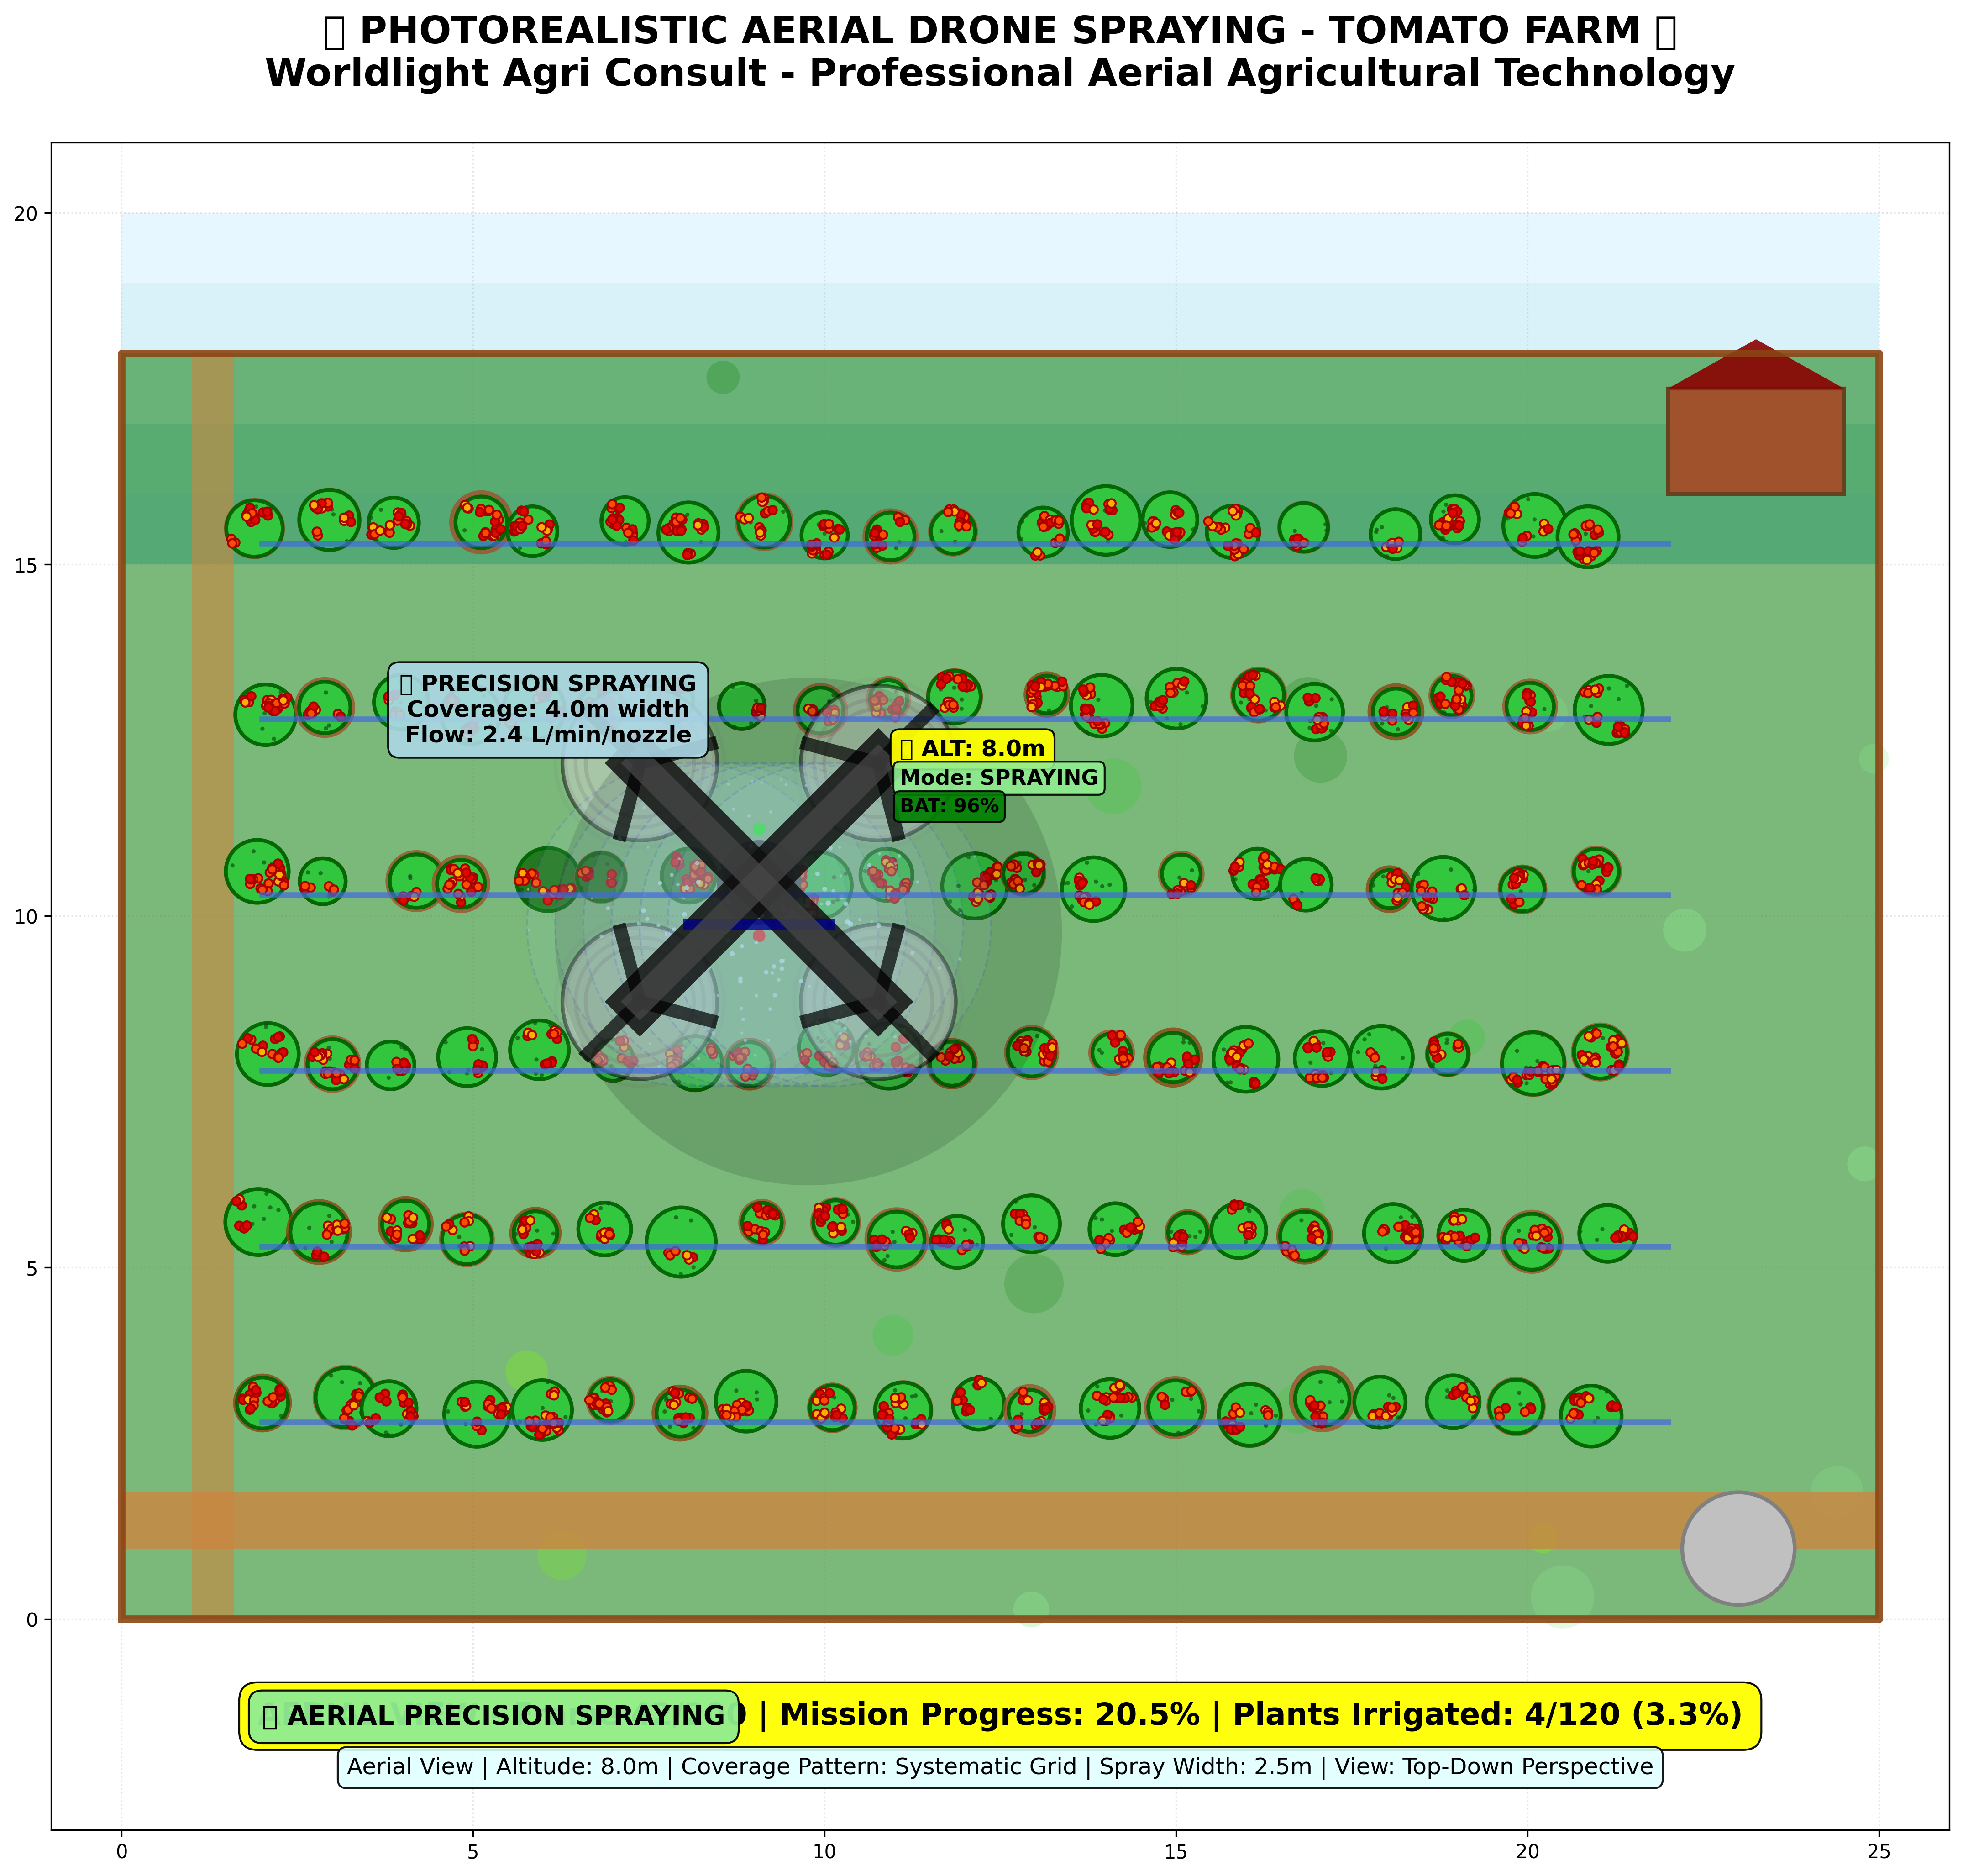 PHOTOREALISTIC AERIAL DRONE SPRAYING - TOMATO FARM
Worldlight Agri Consult - Professional Aerial Agricultural Technology
20
15
10
5
0
PRECISION SPRAYING
Coverage: 4.0m width
Flow: 2.4 L/min/nozzle
ALT: 8.0m
Mode: SPRAYING
BAT: 96%
0
5
10
15
20
25
AERIAL PRECISION SPRAYING
| Mission Progress: 20.5% | Plants Irrigated: 4/120 (3.3%)
Aerial View | Altitude: 8.0m | Coverage Pattern: Systematic Grid | Spray Width: 2.5m | View: Top-Down Perspective